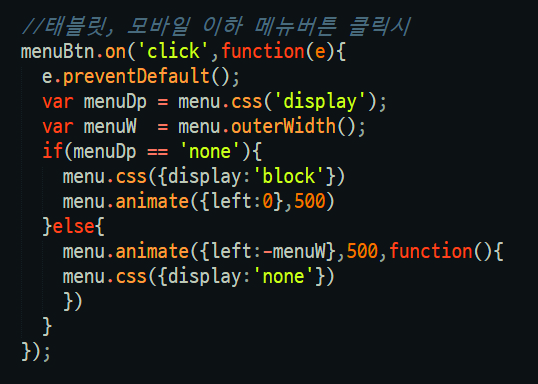 //태블릿, 모바일 이하 메뉴버튼 클릭시
menuBtn.on('click',function(e){
  e.preventDefault();
  var menuDp = menu.css('display');
  var menuW  = menu.outerWidth();
  if(menuDp == 'none'){
    menu.css({display:'block'})
    menu.animate({left:0},500)
  }else{
    menu.animate({left:-menuW},500,function(){
    menu.css({display:'none'})
    })
  }
});